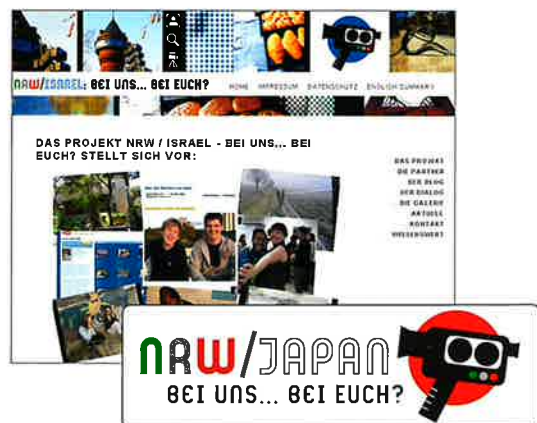 NRW/ISRAEL: BEI UNS... BEI EUCH?
HOME IMPRESSUM DATENSCHUTZ ENGLISH SUMMARY
DAS PROJEKT NRW / ISRAEL - BEI UNS... BEI
EUCH? STELLT SICH VOR:
DAS PROJEKT
DIE PARTNER
DER BLOG
DER DIALOG
DIE GALERIE
AKTUELL
KONTAKT
WISSENSWERT
NRW/JAPAN
BEI UNS... BEI EUCH?